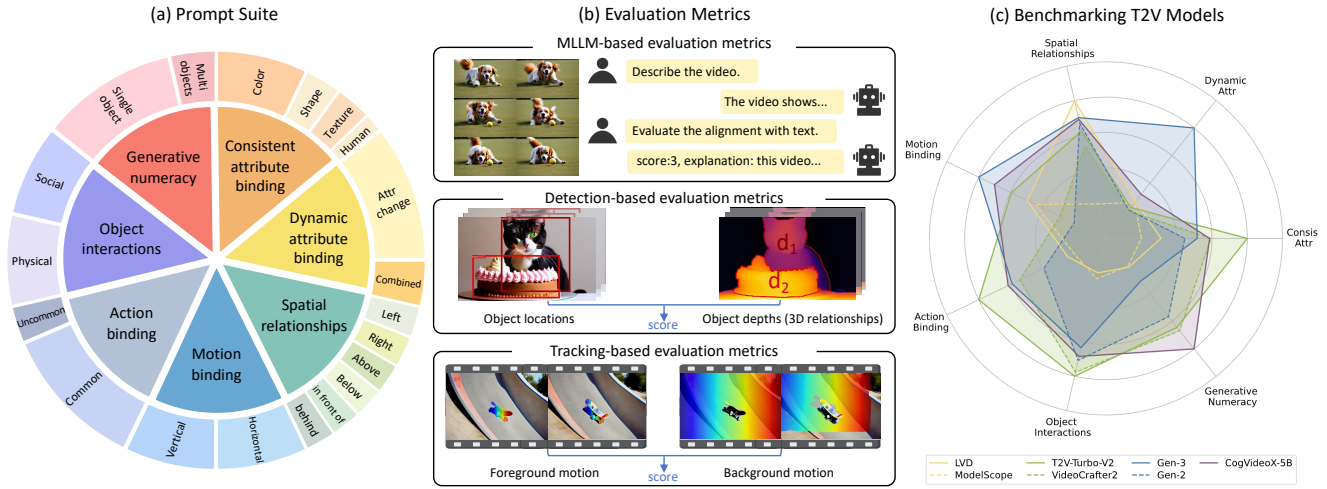 (a) Prompt Suite
Multi
objects
Color
Shape
Texture
Human
Attr
change
Combined
Left
Right
Above
Below
in front of
behind
Horizontal
Vertical
Common
Uncommon
Physical
Social
Single
object
Generative
numeracy
Consistent
attribute
binding
Dynamic
attribute
binding
Spatial
relationships
Motion
binding
Action
binding
Object
interactions
(b) Evaluation Metrics
MLLM-based evaluation metrics
Describe the video.
The video shows...
Evaluate the alignment with text.
score:3, explanation: this video...
Detection-based evaluation metrics
d1
d2
Object locations
Object depths (3D relationships)
score
Tracking-based evaluation metrics
Foreground motion
Background motion
score
(c) Benchmarking T2V Models
Spatial
Relationships
Dynamic
Attr
Consis
Attr
Generative
Numeracy
Object
Interactions
Action
Binding
Motion
Binding
LVD
ModelScope
T2V-Turbo-V2
VideoCrafter2
Gen-3
Gen-2
CogVideoX-5B